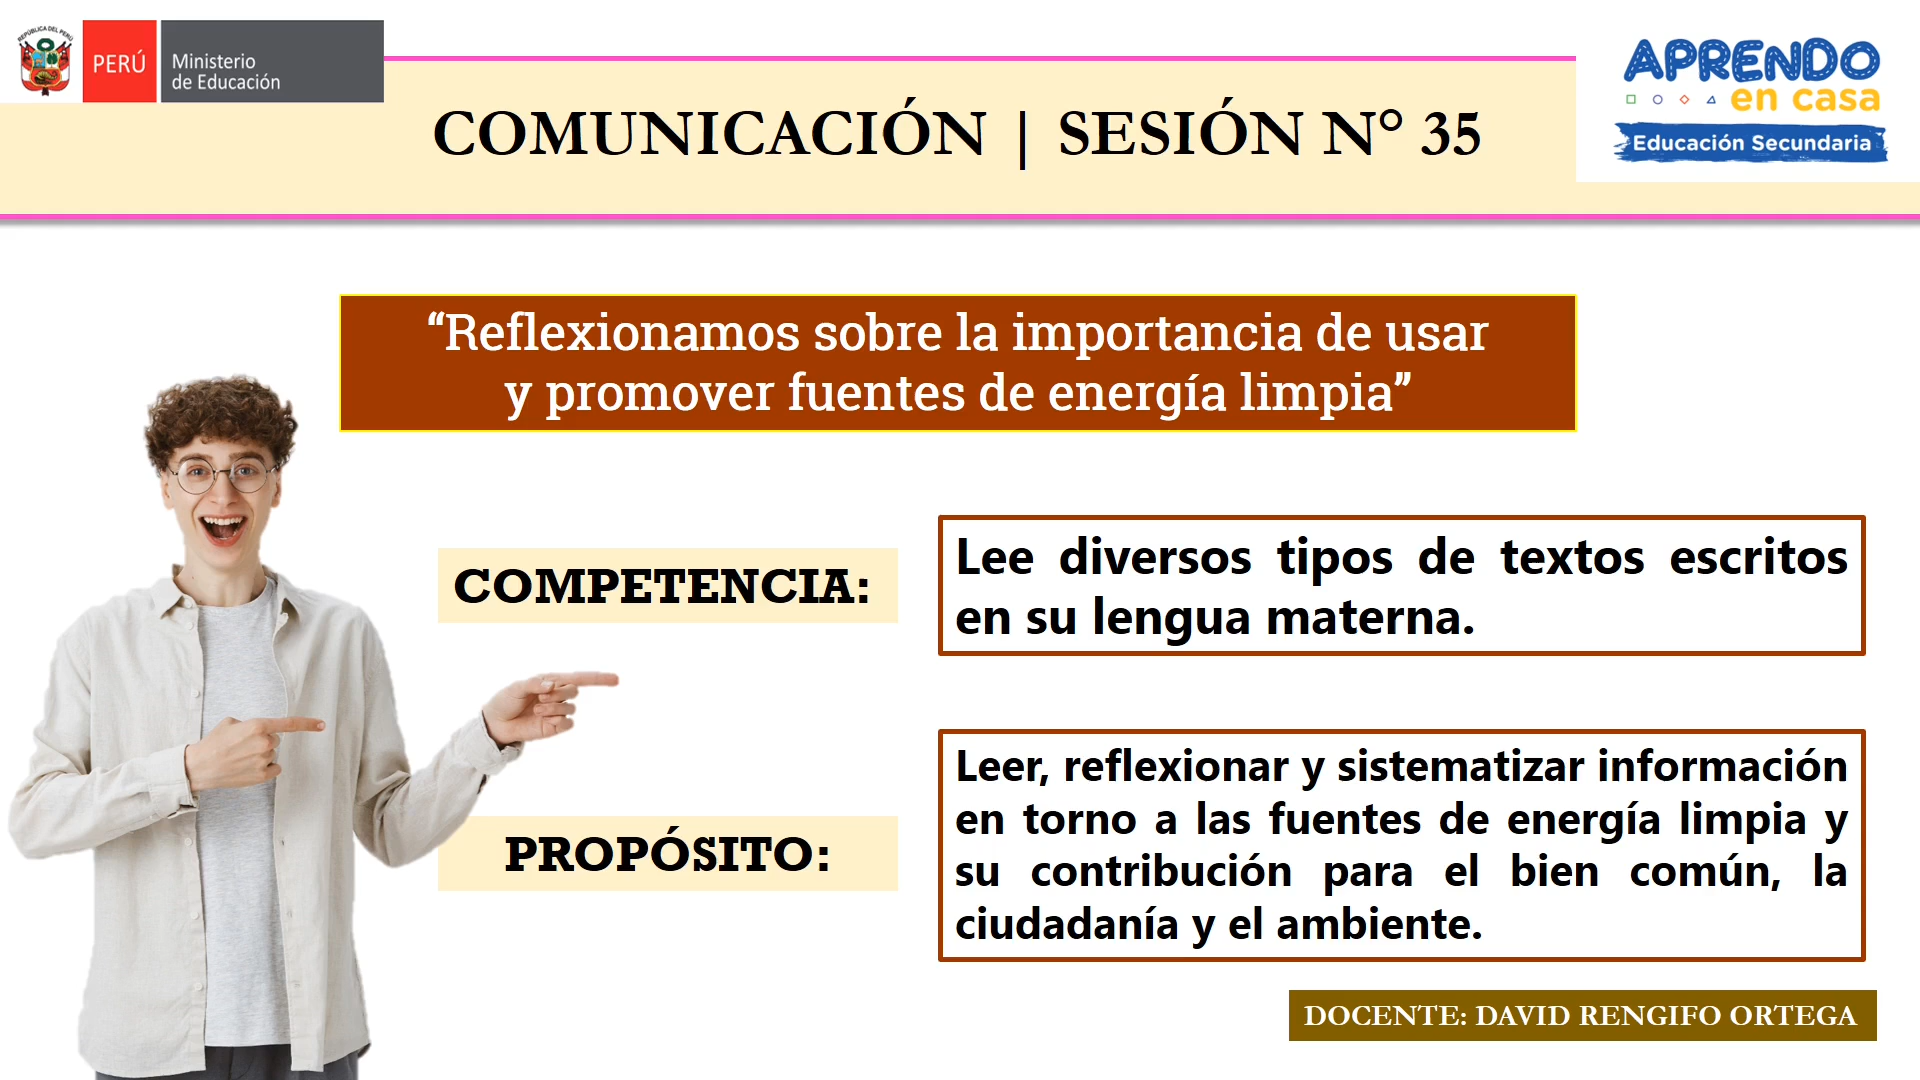 REPÚBLICA DEL PERÚ
PERÚ
Ministerio
de Educación
COMUNICACIÓN | SESIÓN N° 35
APRENDO
en casa
Educación Secundaria
“Reflexionamos sobre la importancia de usar
y promover fuentes de energía limpia”
COMPETENCIA:
Lee diversos tipos de textos escritos
en su lengua materna.
PROPÓSITO:
Leer, reflexionar y sistematizar información
en torno a las fuentes de energía limpia y
su contribución para el bien común, la
ciudadanía y el ambiente.
DOCENTE: DAVID RENGIFO ORTEGA